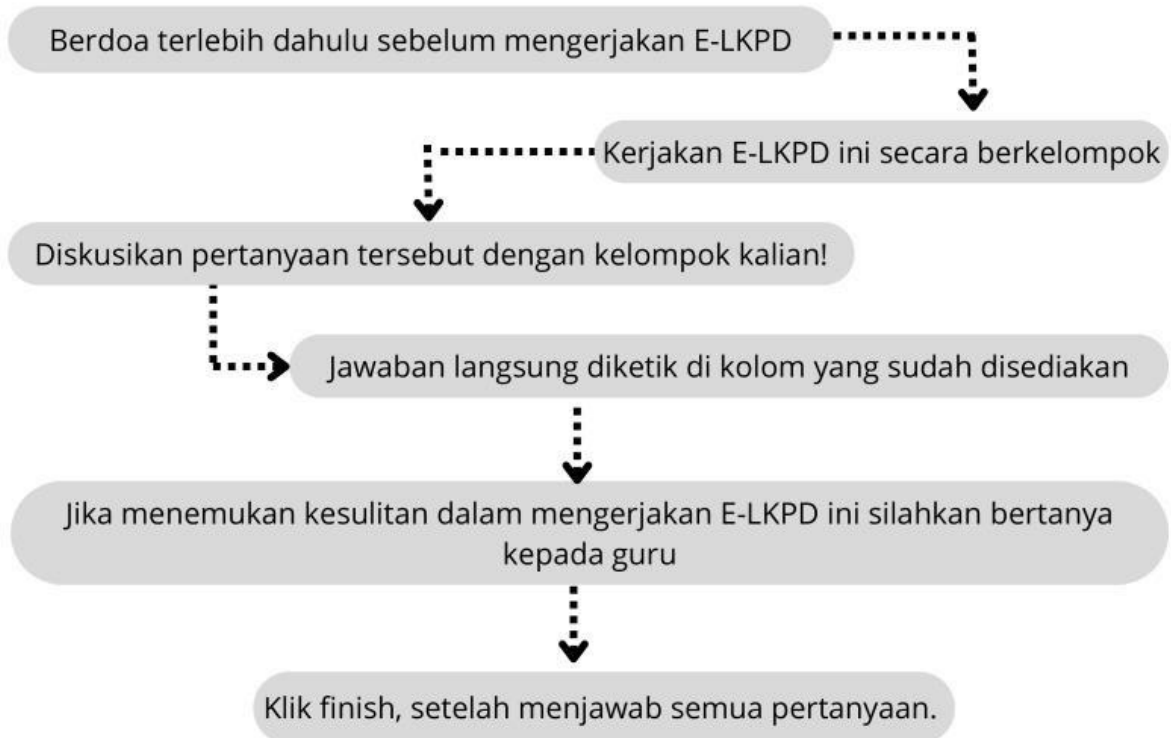 Berdoa terlebih dahulu sebelum mengerjakan E-LKPD
Kerjakan E-LKPD ini secara berkelompok
Diskusikan pertanyaan tersebut dengan kelompok kalian!
Jawaban langsung diketik di kolom yang sudah disediakan
Jika menemukan kesulitan dalam mengerjakan E-LKPD ini silahkan bertanya
kepada guru
Klik finish, setelah menjawab semua pertanyaan.